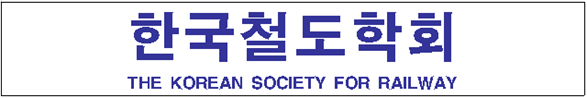 한국철도학회
THE KOREAN SOCIETY FOR RAILWAY